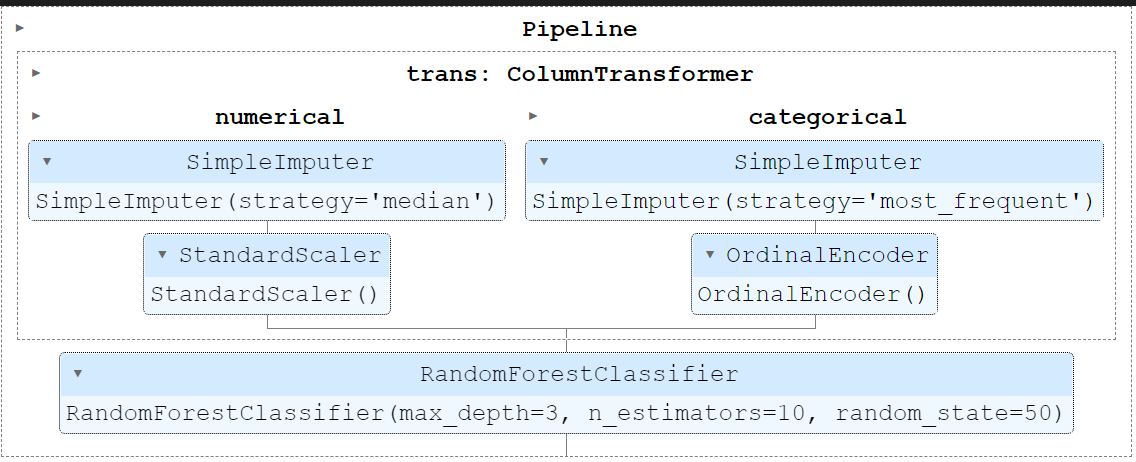 Pipeline
trans: ColumnTransformer
numerical
categorical
SimpleImputer
SimpleImputer(strategy='median')
SimpleImputer
SimpleImputer(strategy='most_frequent')
StandardScaler
StandardScaler()
OrdinalEncoder
OrdinalEncoder()
RandomForestClassifier
RandomForestClassifier(max_depth=3, n_estimators=10, random_state=50)